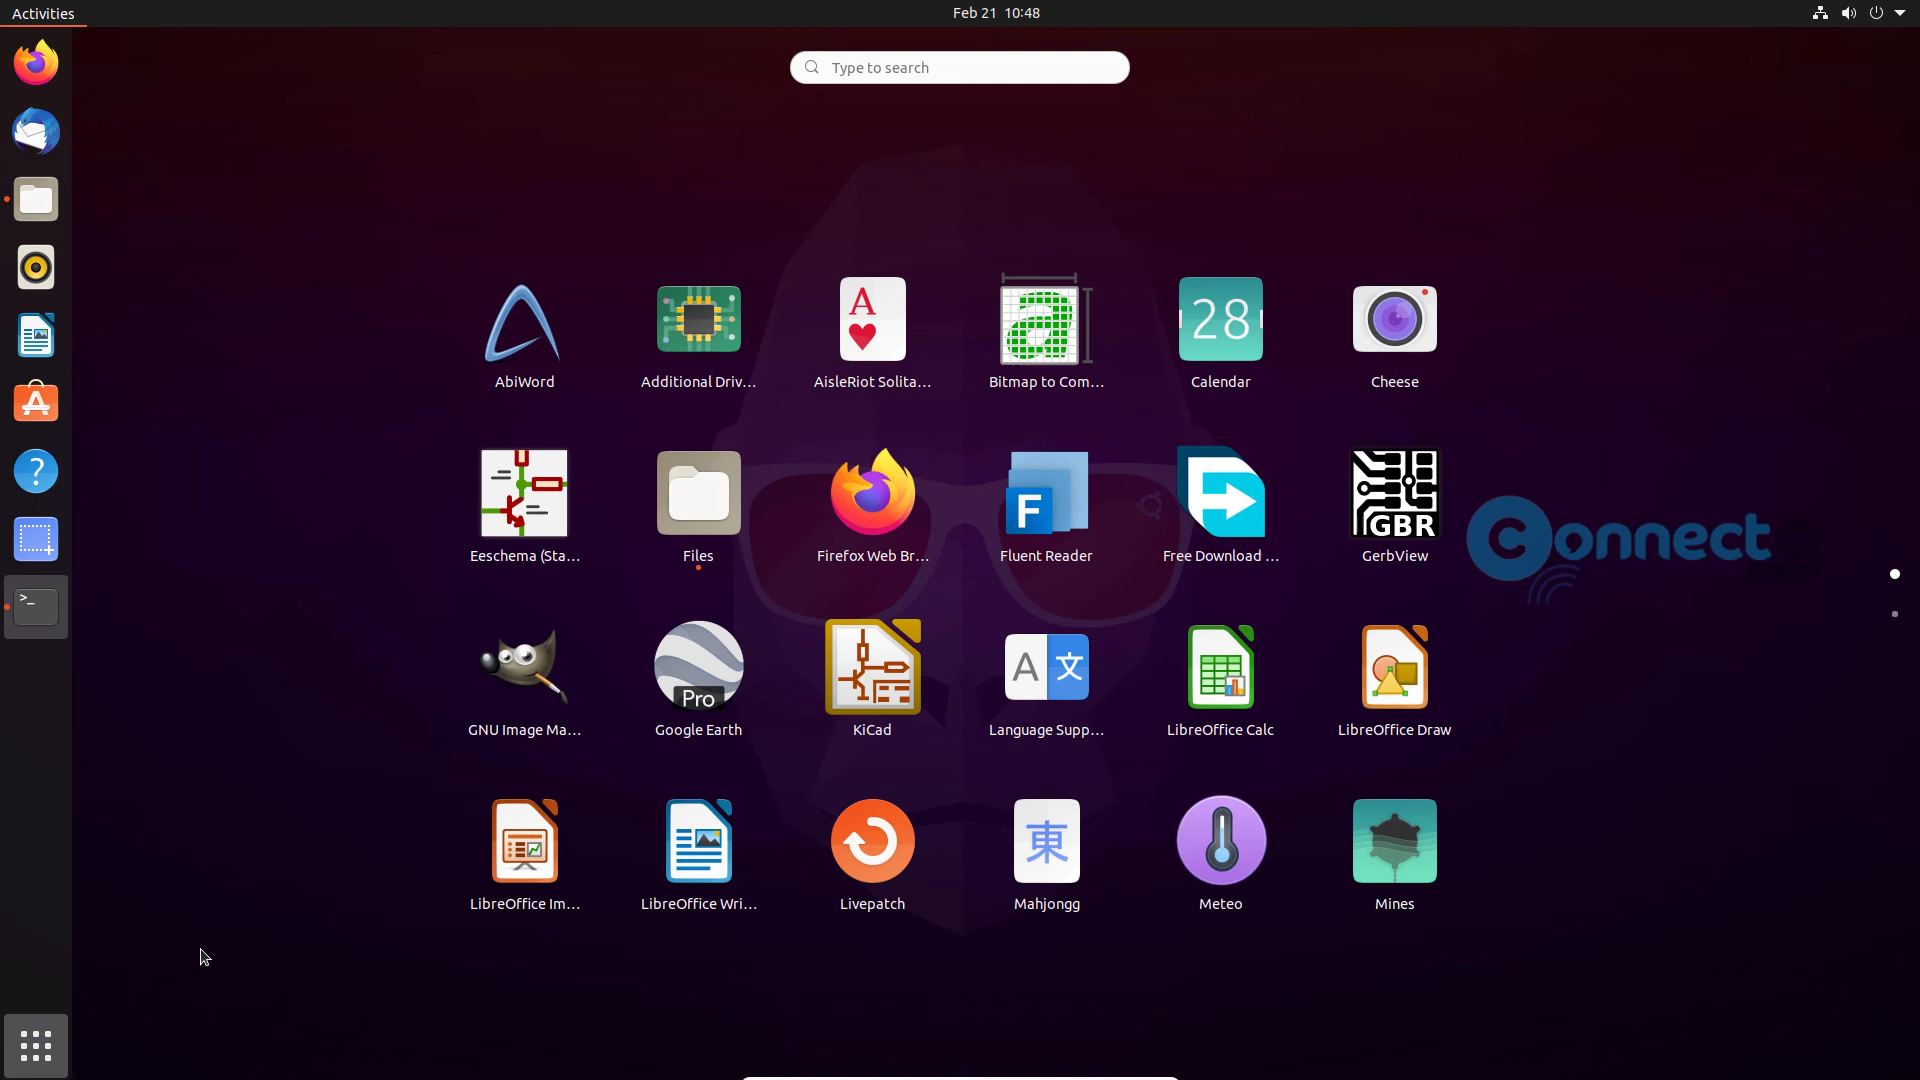 Activities
Feb 21 10:48
Type to search
A
a
28
AbiWord
Additional Driv...
AisleRiot Solita...
Bitmap to Com...
Calendar
Cheese
F
GBR
Eeschema (Sta...
Files
Firefox Web Br...
Fluent Reader
Free Download ...
GerbView
Connect
.com
>_
Pro
A 文
GNU Image Ma...
Google Earth
KiCad
Language Supp...
LibreOffice Calc
LibreOffice Draw
東
LibreOffice Im...
LibreOffice Wri...
Livepatch
Mahjongg
Meteo
Mines